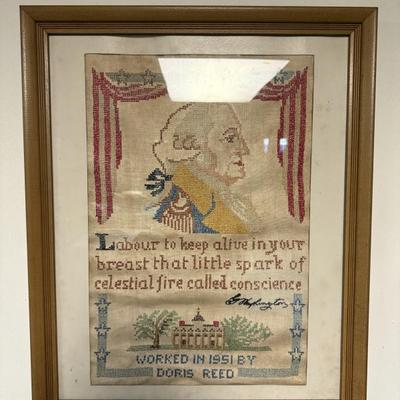 Labour to keep alive in your
breast that little spark of
celestial fire called conscience
G Washington
WORKED IN 1951 BY
DORIS REED